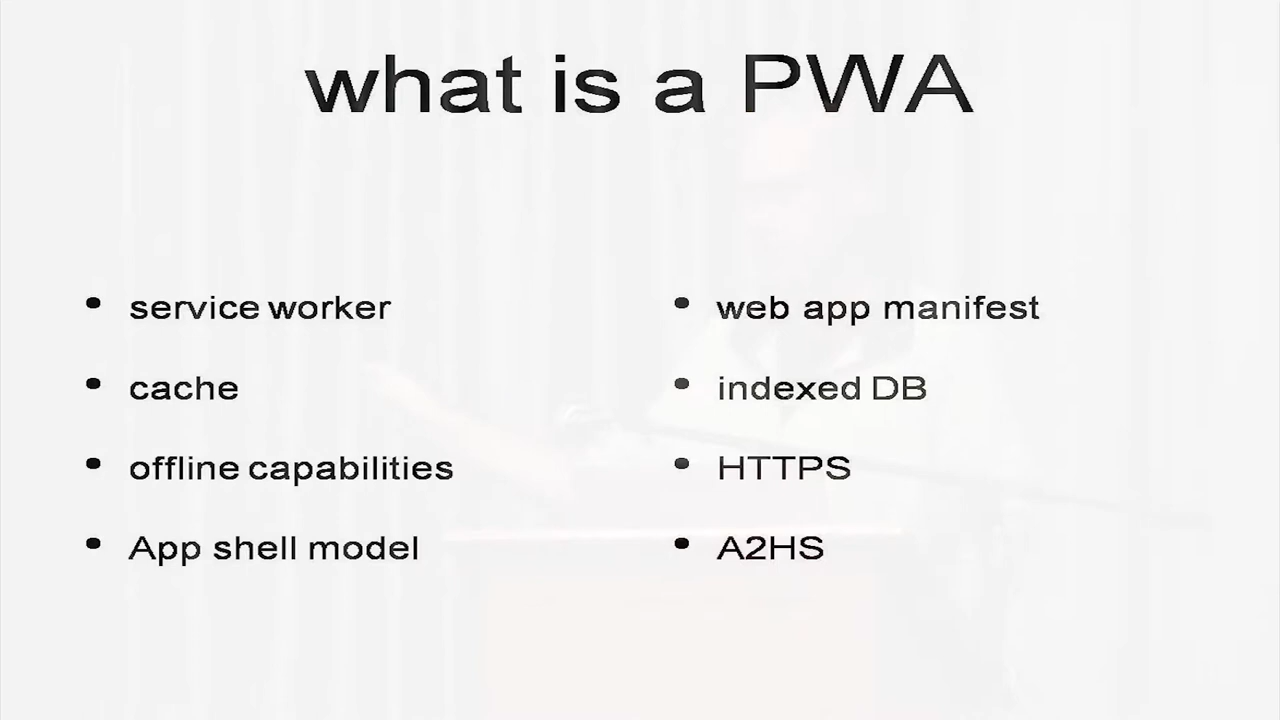 what is a PWA
• service worker
• cache
• offline capabilities
• App shell model
• web app manifest
• indexed DB
• HTTPS
• A2HS